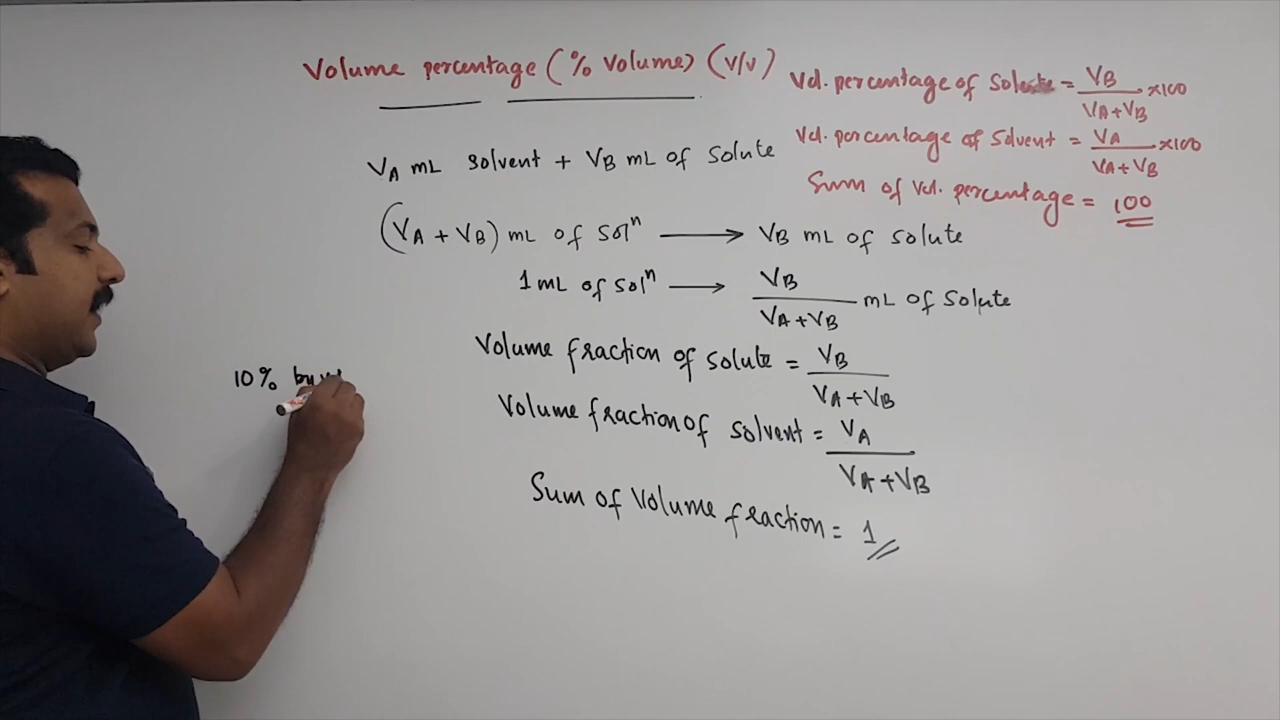 Volume percentage (% Volume) (V/V)
Vol. percentage of Solute = VB / VA+VB ×100
Vol. percentage of Solvent = VA / VA+VB ×100
Sum of Vol. percentage = 100
VA mL solvent + VB mL of solute
(VA + VB) mL of solⁿ ⟶ VB mL of solute
1 mL of solⁿ ⟶ VB / VA+VB mL of solute
Volume fraction of solute = VB / VA+VB
Volume fraction of solvent = VA / VA+VB
Sum of Volume fraction = 1
10% by